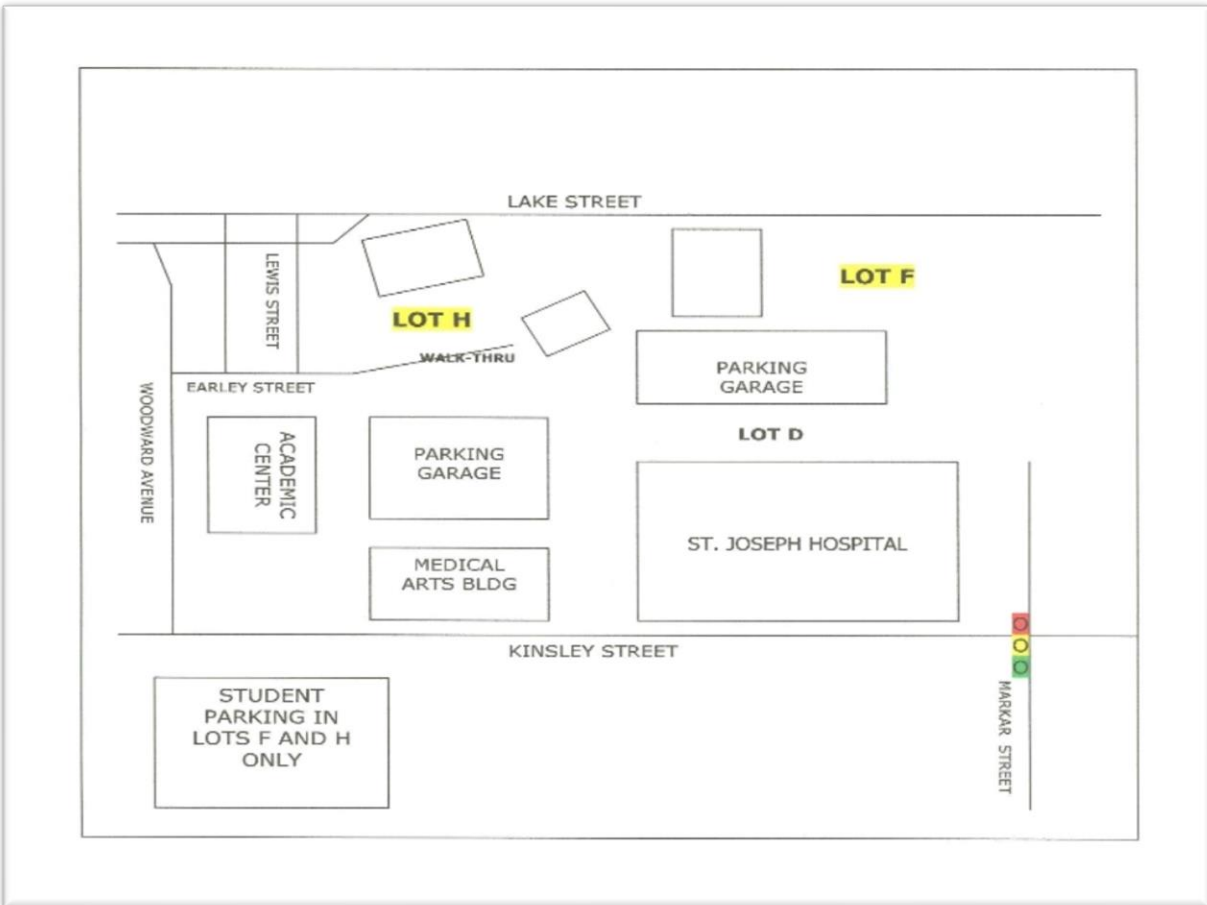 LAKE STREET
LEWIS STREET
LOT F
LOT H
WALK-THRU
PARKING
GARAGE
EARLEY STREET
WOODWARD AVENUE
LOT D
ACADEMIC
CENTER
PARKING
GARAGE
ST. JOSEPH HOSPITAL
MEDICAL
ARTS BLDG
KINSLEY STREET
MARKAR STREET
STUDENT
PARKING IN
LOTS F AND H
ONLY